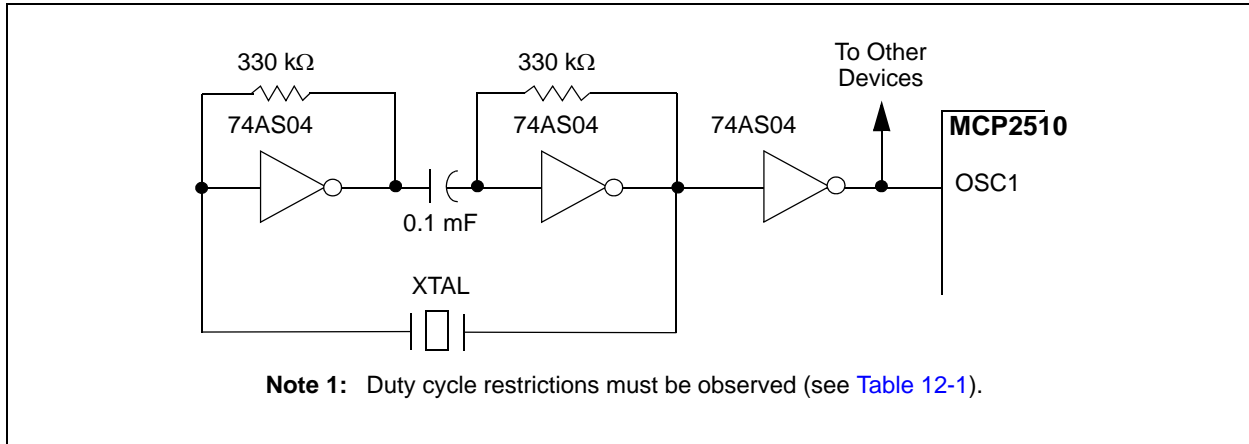 330 kΩ
330 kΩ
To Other
Devices
74AS04
74AS04
74AS04
MCP2510
OSC1
0.1 mF
XTAL
Note 1: Duty cycle restrictions must be observed (see Table 12-1).